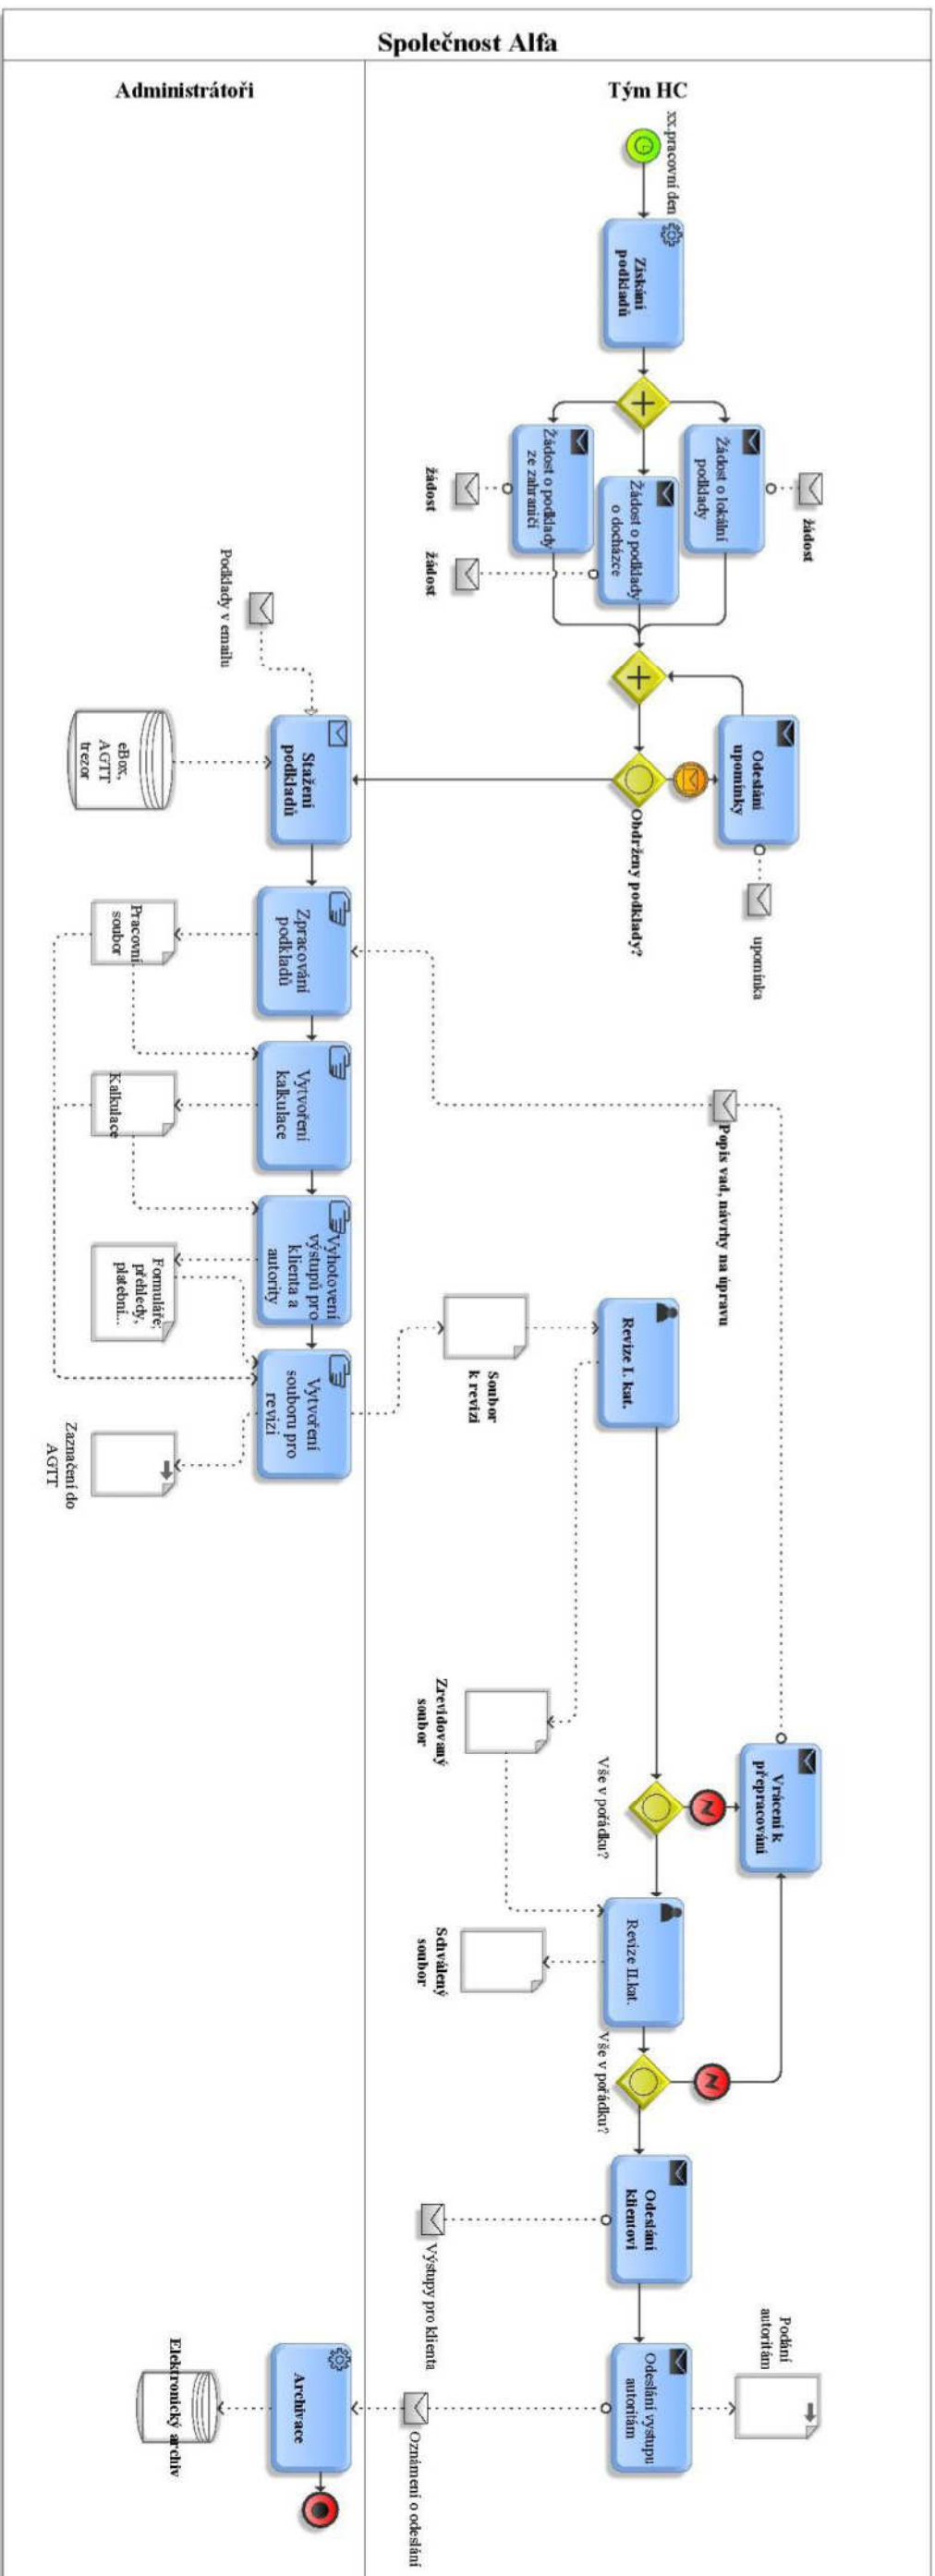 Společnost Alfa
Administrátoři
Tým HC
xx.pracovní den
Získání
podkladů
Žádost o lokální
podklady
žádost
Žádost o podklady
o docházce
žádost
Žádost o podklady
ze zahraničí
žádost
Odeslání
upomínky
upomínka
Obdrženy podklady?
Podklady v emailu
eBox,
AGTT
trezor
Stažení
podkladů
Zpracování
podkladů
Pracovní
soubor
Vytvoření
kalkulace
Kalkulace
Vyhotovení
výstupů pro
klienta a
autority
Formuláře,
přehledy,
platební...
Vytvoření
souboru pro
revizi
Zaznačení do
AGTT
Popis vad, návrhy na úpravu
Soubor
k revizi
Revize I. kat.
Zrevidovaný
soubor
Vše v pořádku?
Vrácení k
přepracování
Revize II.kat.
Schválený
soubor
Vše v pořádku?
Odeslání
klientovi
Výstupy pro klienta
Odeslání výstupu
autoritám
Podání
autoritám
Oznámení o odeslání
Archivace
Elektronický archiv